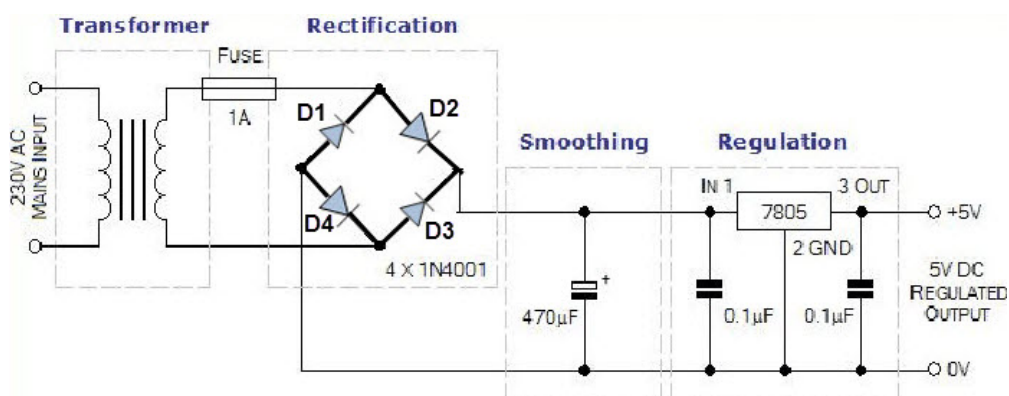 Transformer
Rectification
FUSE
1A
230V AC
MAINS INPUT
D1
D2
D4
D3
4 X 1N4001
Smoothing
Regulation
IN 1
3 OUT
7805
2 GND
+5V
+
470µF
0.1µF
0.1µF
5V DC
REGULATED
OUTPUT
0V